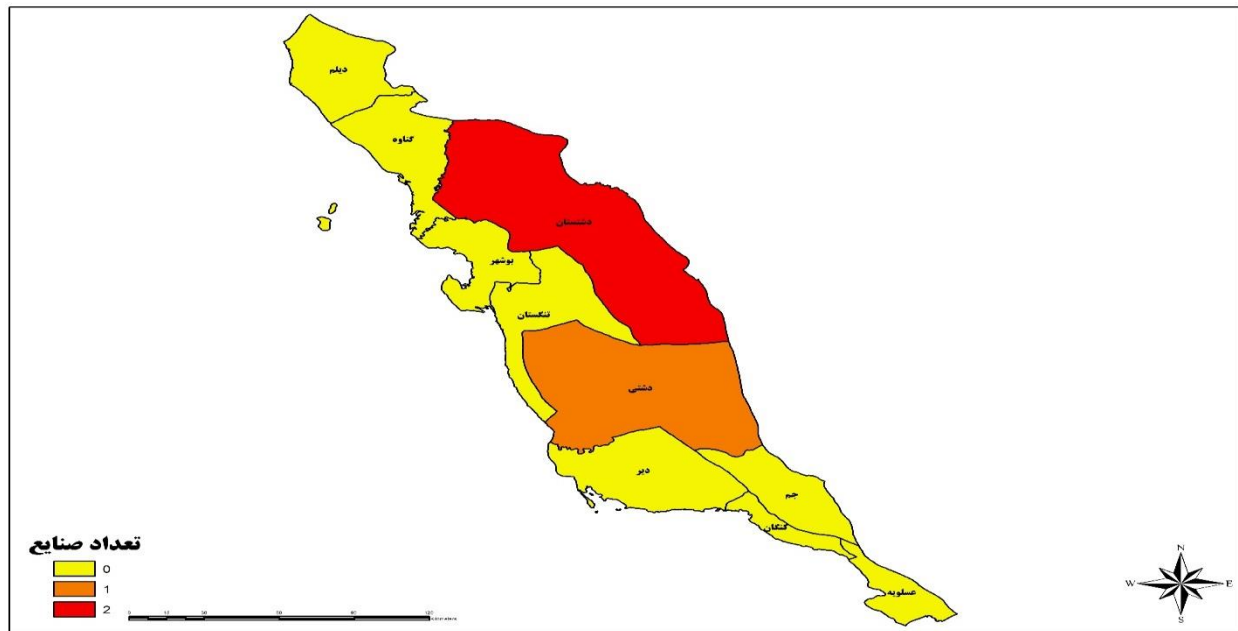 دیلم
گناوه
دشتستان
بوشهر
تنگستان
دشتی
دیر
جم
کنگان
عسلویه
تعداد صنایع
0
1
2
N
W
E
S